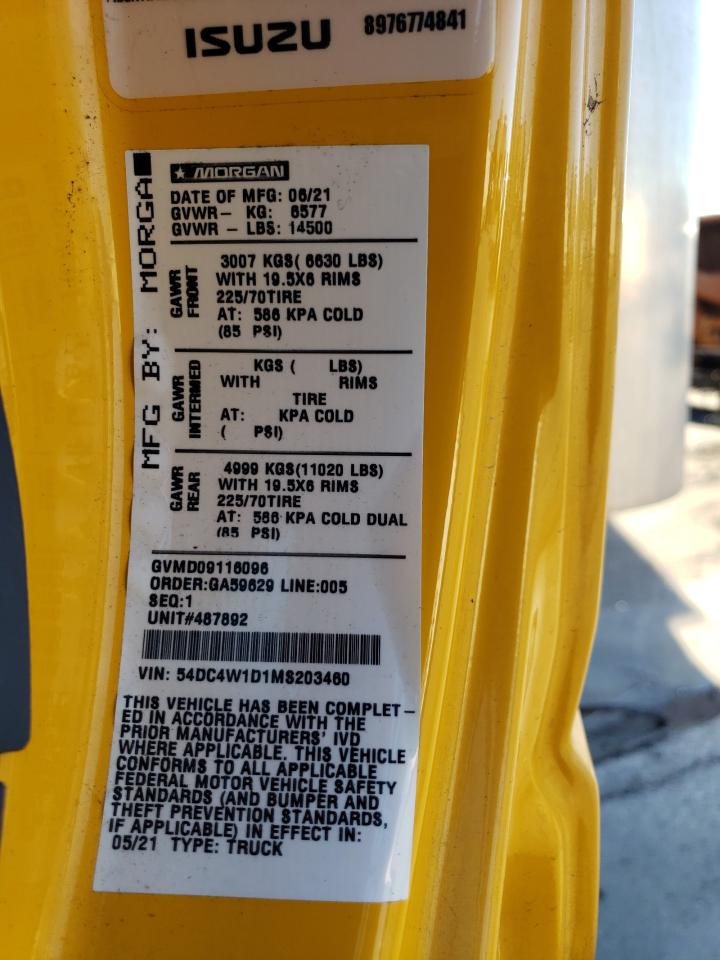 ISUZU 8976774841
MORGAN
DATE OF MFG: 06/21
GVWR- KG: 6577
GVWR - LBS: 14500
MFG BY: MORGA
GAWR FRONT
3007 KGS( 6630 LBS)
WITH 19.5X6 RIMS
225/70TIRE
AT: 586 KPA COLD
(85 PSI)
GAWR INTERMED
KGS ( LBS)
WITH RIMS
TIRE
AT: KPA COLD
( PSI)
GAWR REAR
4999 KGS(11020 LBS)
WITH 19.5X6 RIMS
225/70TIRE
AT: 586 KPA COLD DUAL
(85 PSI)
GVMD09116096
ORDER:GA59629 LINE:005
SEQ:1
UNIT#487892
VIN: 54DC4W1D1MS203460
THIS VEHICLE HAS BEEN COMPLET-
ED IN ACCORDANCE WITH THE
PRIOR MANUFACTURERS' IVD
WHERE APPLICABLE. THIS VEHICLE
CONFORMS TO ALL APPLICABLE
FEDERAL MOTOR VEHICLE SAFETY
STANDARDS (AND BUMPER AND
THEFT PREVENTION STANDARDS,
IF APPLICABLE) IN EFFECT IN:
05/21 TYPE: TRUCK